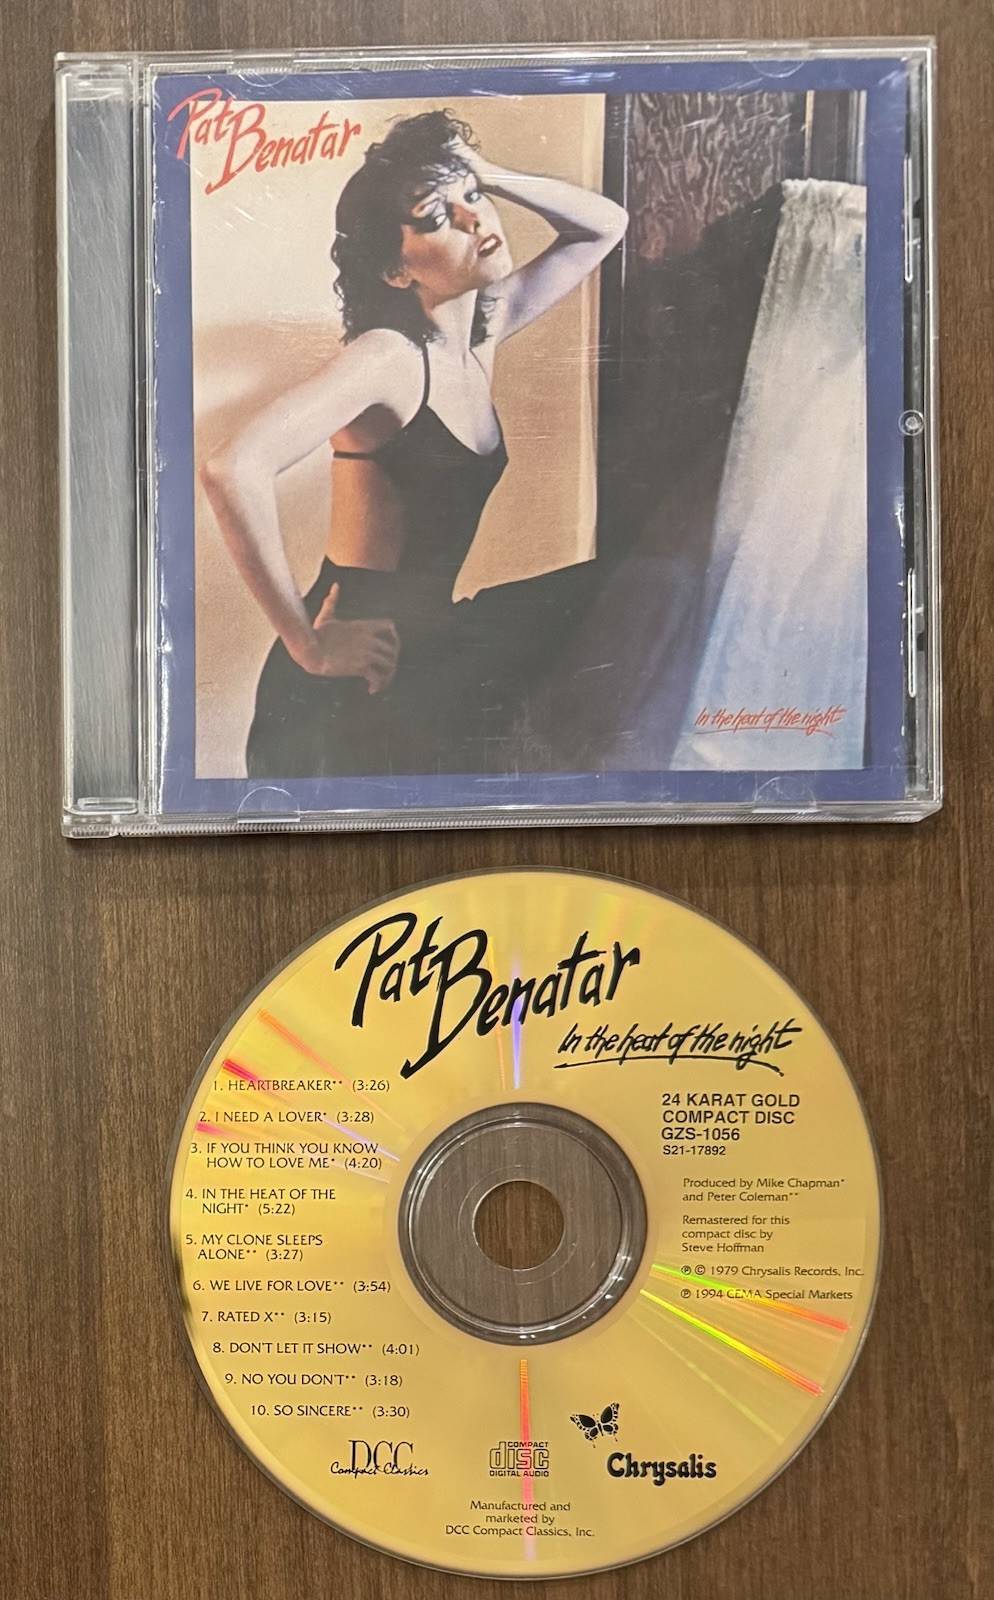 Pat Benatar
In the heat of the night
Pat Benatar
In the heat of the night
1. HEARTBREAKER** (3:26)
2. I NEED A LOVER* (3:28)
3. IF YOU THINK YOU KNOW
HOW TO LOVE ME* (4:20)
4. IN THE HEAT OF THE
NIGHT* (5:22)
5. MY CLONE SLEEPS
ALONE** (3:27)
6. WE LIVE FOR LOVE** (3:54)
7. RATED X** (3:15)
8. DON'T LET IT SHOW** (4:01)
9. NO YOU DON'T** (3:18)
10. SO SINCERE** (3:30)
24 KARAT GOLD
COMPACT DISC
GZS-1056
S21-17892
Produced by Mike Chapman*
and Peter Coleman**
Remastered for this
compact disc by
Steve Hoffman
℗ © 1979 Chrysalis Records, Inc.
℗ 1994 CEMA Special Markets
DCC
Compact Classics
COMPACT
disc
DIGITAL AUDIO
Chrysalis
Manufactured and
marketed by
DCC Compact Classics, Inc.